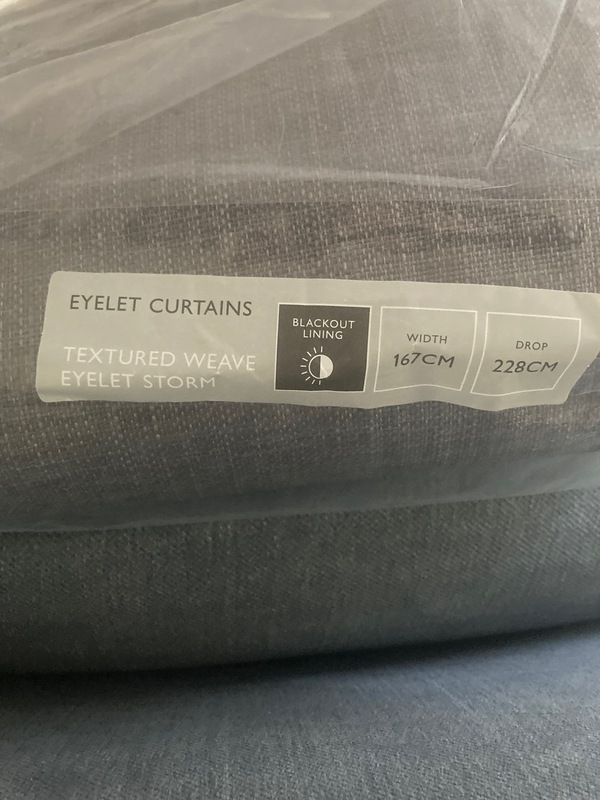 EYELET CURTAINS
TEXTURED WEAVE
EYELET STORM
BLACKOUT
LINING
WIDTH
167CM
DROP
228CM